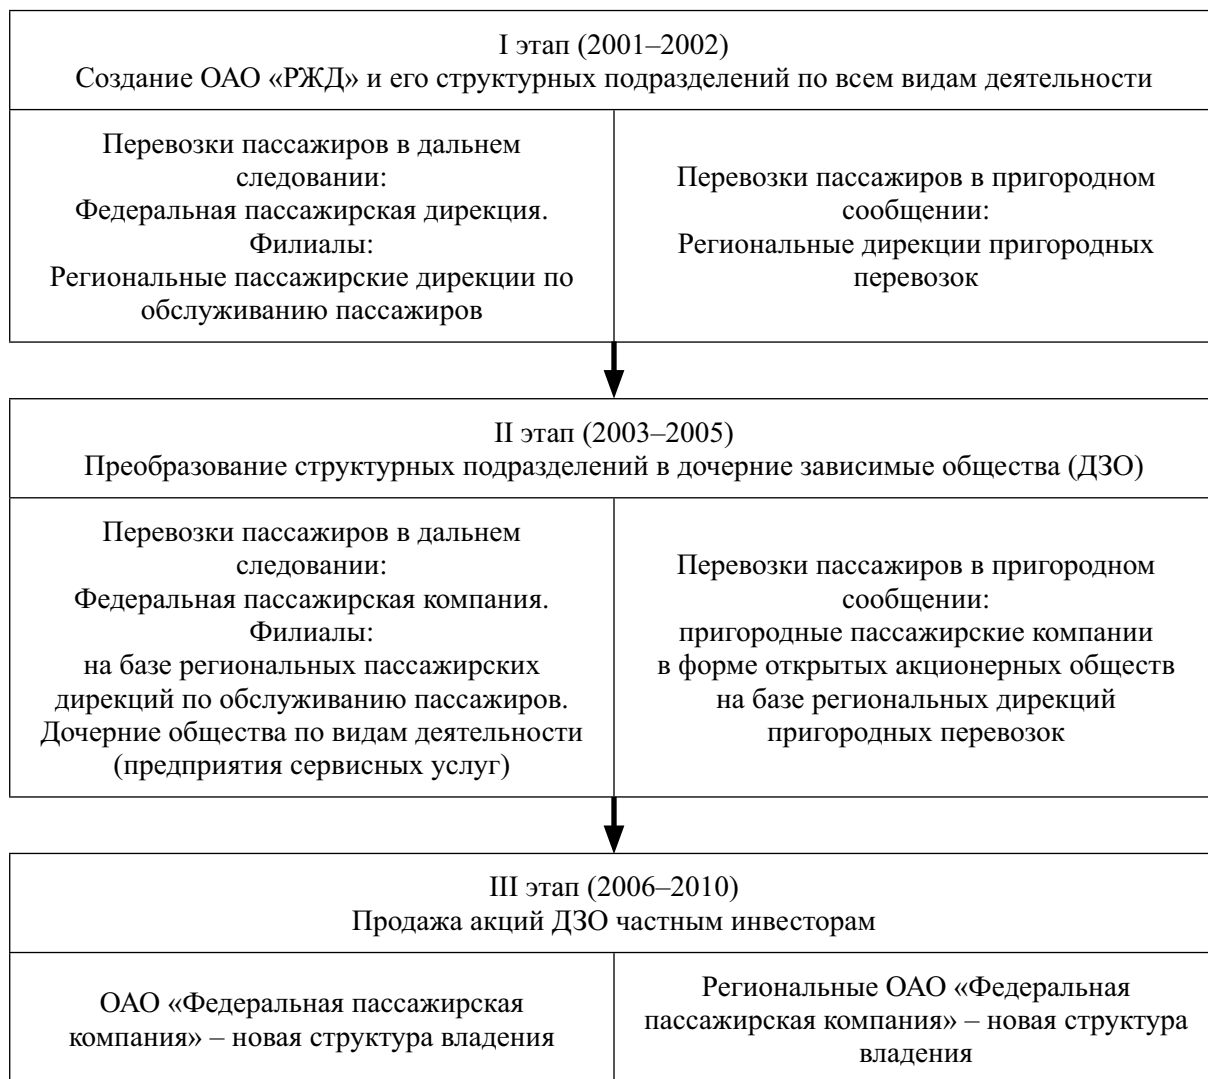 I этап (2001–2002)
Создание ОАО «РЖД» и его структурных подразделений по всем видам деятельности
Перевозки пассажиров в дальнем
следовании:
Федеральная пассажирская дирекция.
Филиалы:
Региональные пассажирские дирекции по
обслуживанию пассажиров
Перевозки пассажиров в пригородном
сообщении:
Региональные дирекции пригородных
перевозок
II этап (2003–2005)
Преобразование структурных подразделений в дочерние зависимые общества (ДЗО)
Перевозки пассажиров в дальнем
следовании:
Федеральная пассажирская компания.
Филиалы:
на базе региональных пассажирских
дирекций по обслуживанию пассажиров.
Дочерние общества по видам деятельности
(предприятия сервисных услуг)
Перевозки пассажиров в пригородном
сообщении:
пригородные пассажирские компании
в форме открытых акционерных обществ
на базе региональных дирекций
пригородных перевозок
III этап (2006–2010)
Продажа акций ДЗО частным инвесторам
ОАО «Федеральная пассажирская
компания» – новая структура владения
Региональные ОАО «Федеральная
пассажирская компания» – новая структура
владения